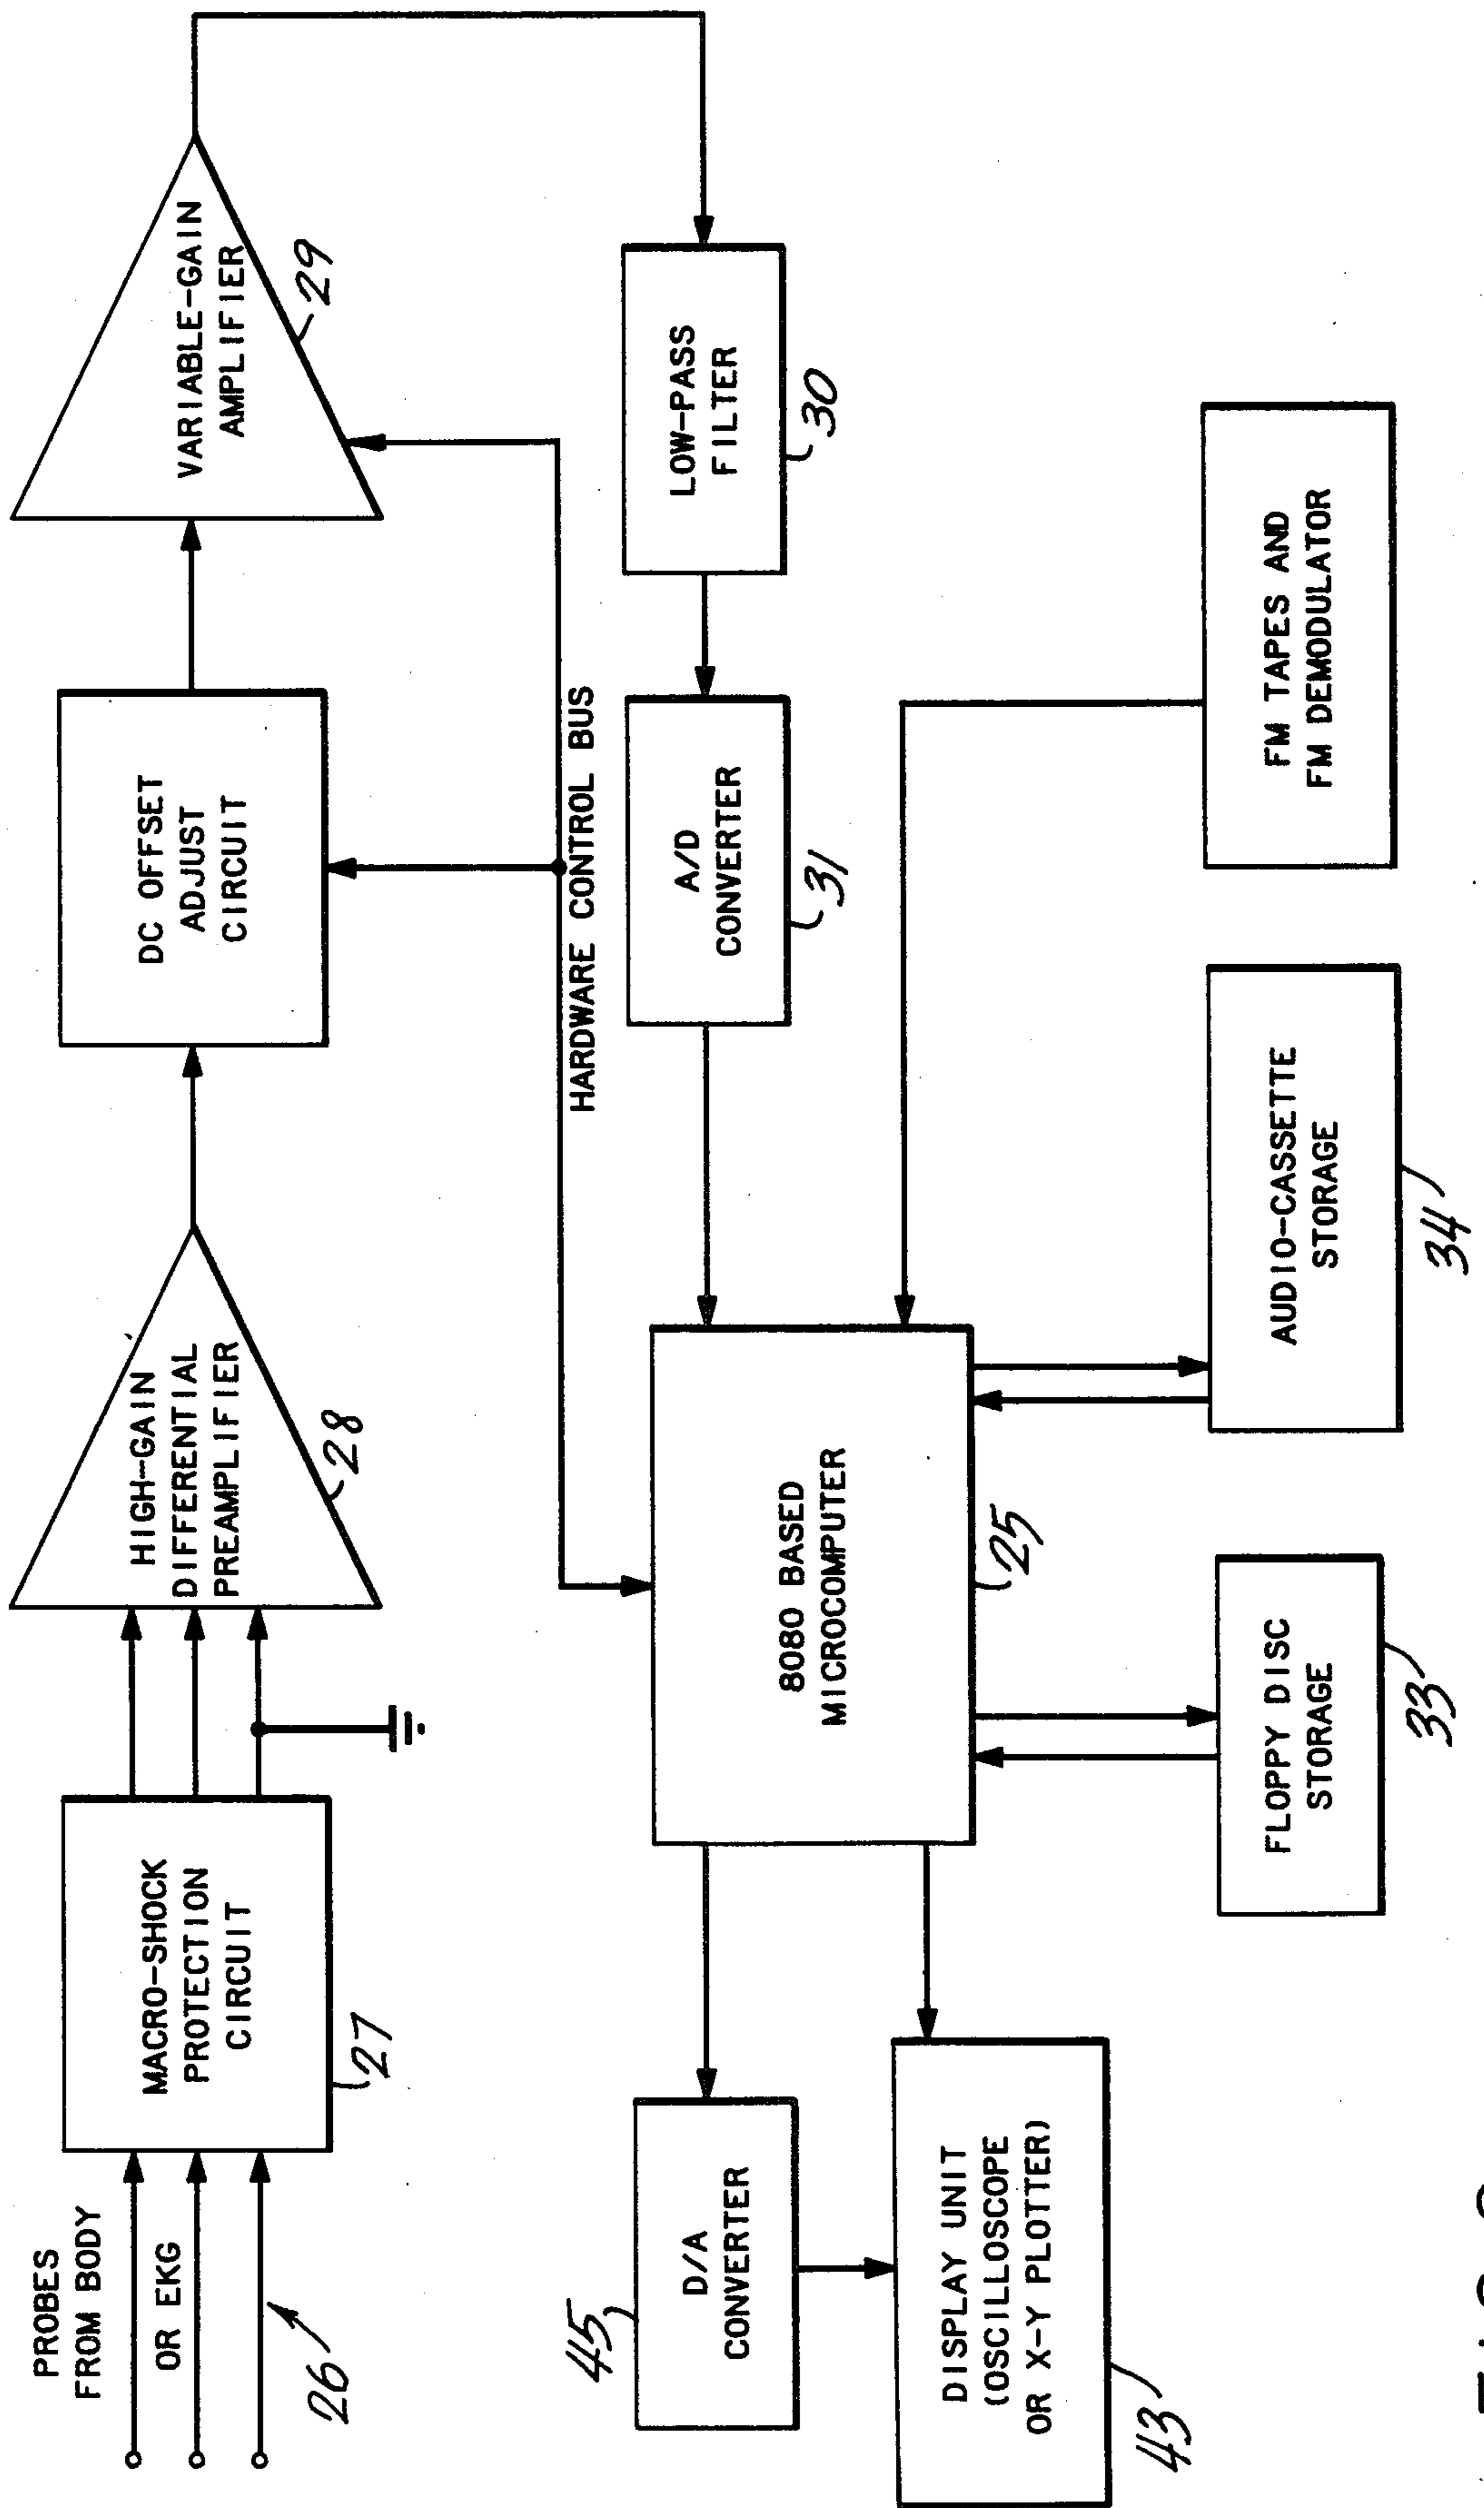 PROBES
FROM BODY
OR EKG
26
MACRO-SHOCK
PROTECTION
CIRCUIT
27
HIGH-GAIN
DIFFERENTIAL
PREAMPLIFIER
28
DC OFFSET
ADJUST
CIRCUIT
VARIABLE-GAIN
AMPLIFIER
29
HARDWARE CONTROL BUS
LOW-PASS
FILTER
30
A/D
CONVERTER
31
8080 BASED
MICROCOMPUTER
25
45
D/A
CONVERTER
DISPLAY UNIT
(OSCILLOSCOPE
OR X-Y PLOTTER)
43
FLOPPY DISC
STORAGE
33
AUDIO-CASSETTE
STORAGE
34
FM TAPES AND
FM DEMODULATOR